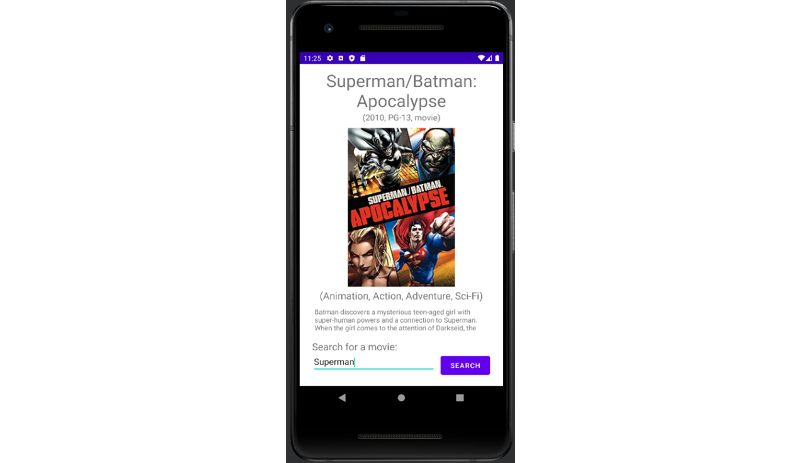 11:25
Superman/Batman:
Apocalypse
(2010, PG-13, movie)
SUPERMAN/BATMAN
APOCALYPSE
(Animation, Action, Adventure, Sci-Fi)
Batman discovers a mysterious teen-aged girl with
super-human powers and a connection to Superman.
When the girl comes to the attention of Darkseid, the
Search for a movie:
Superman
SEARCH